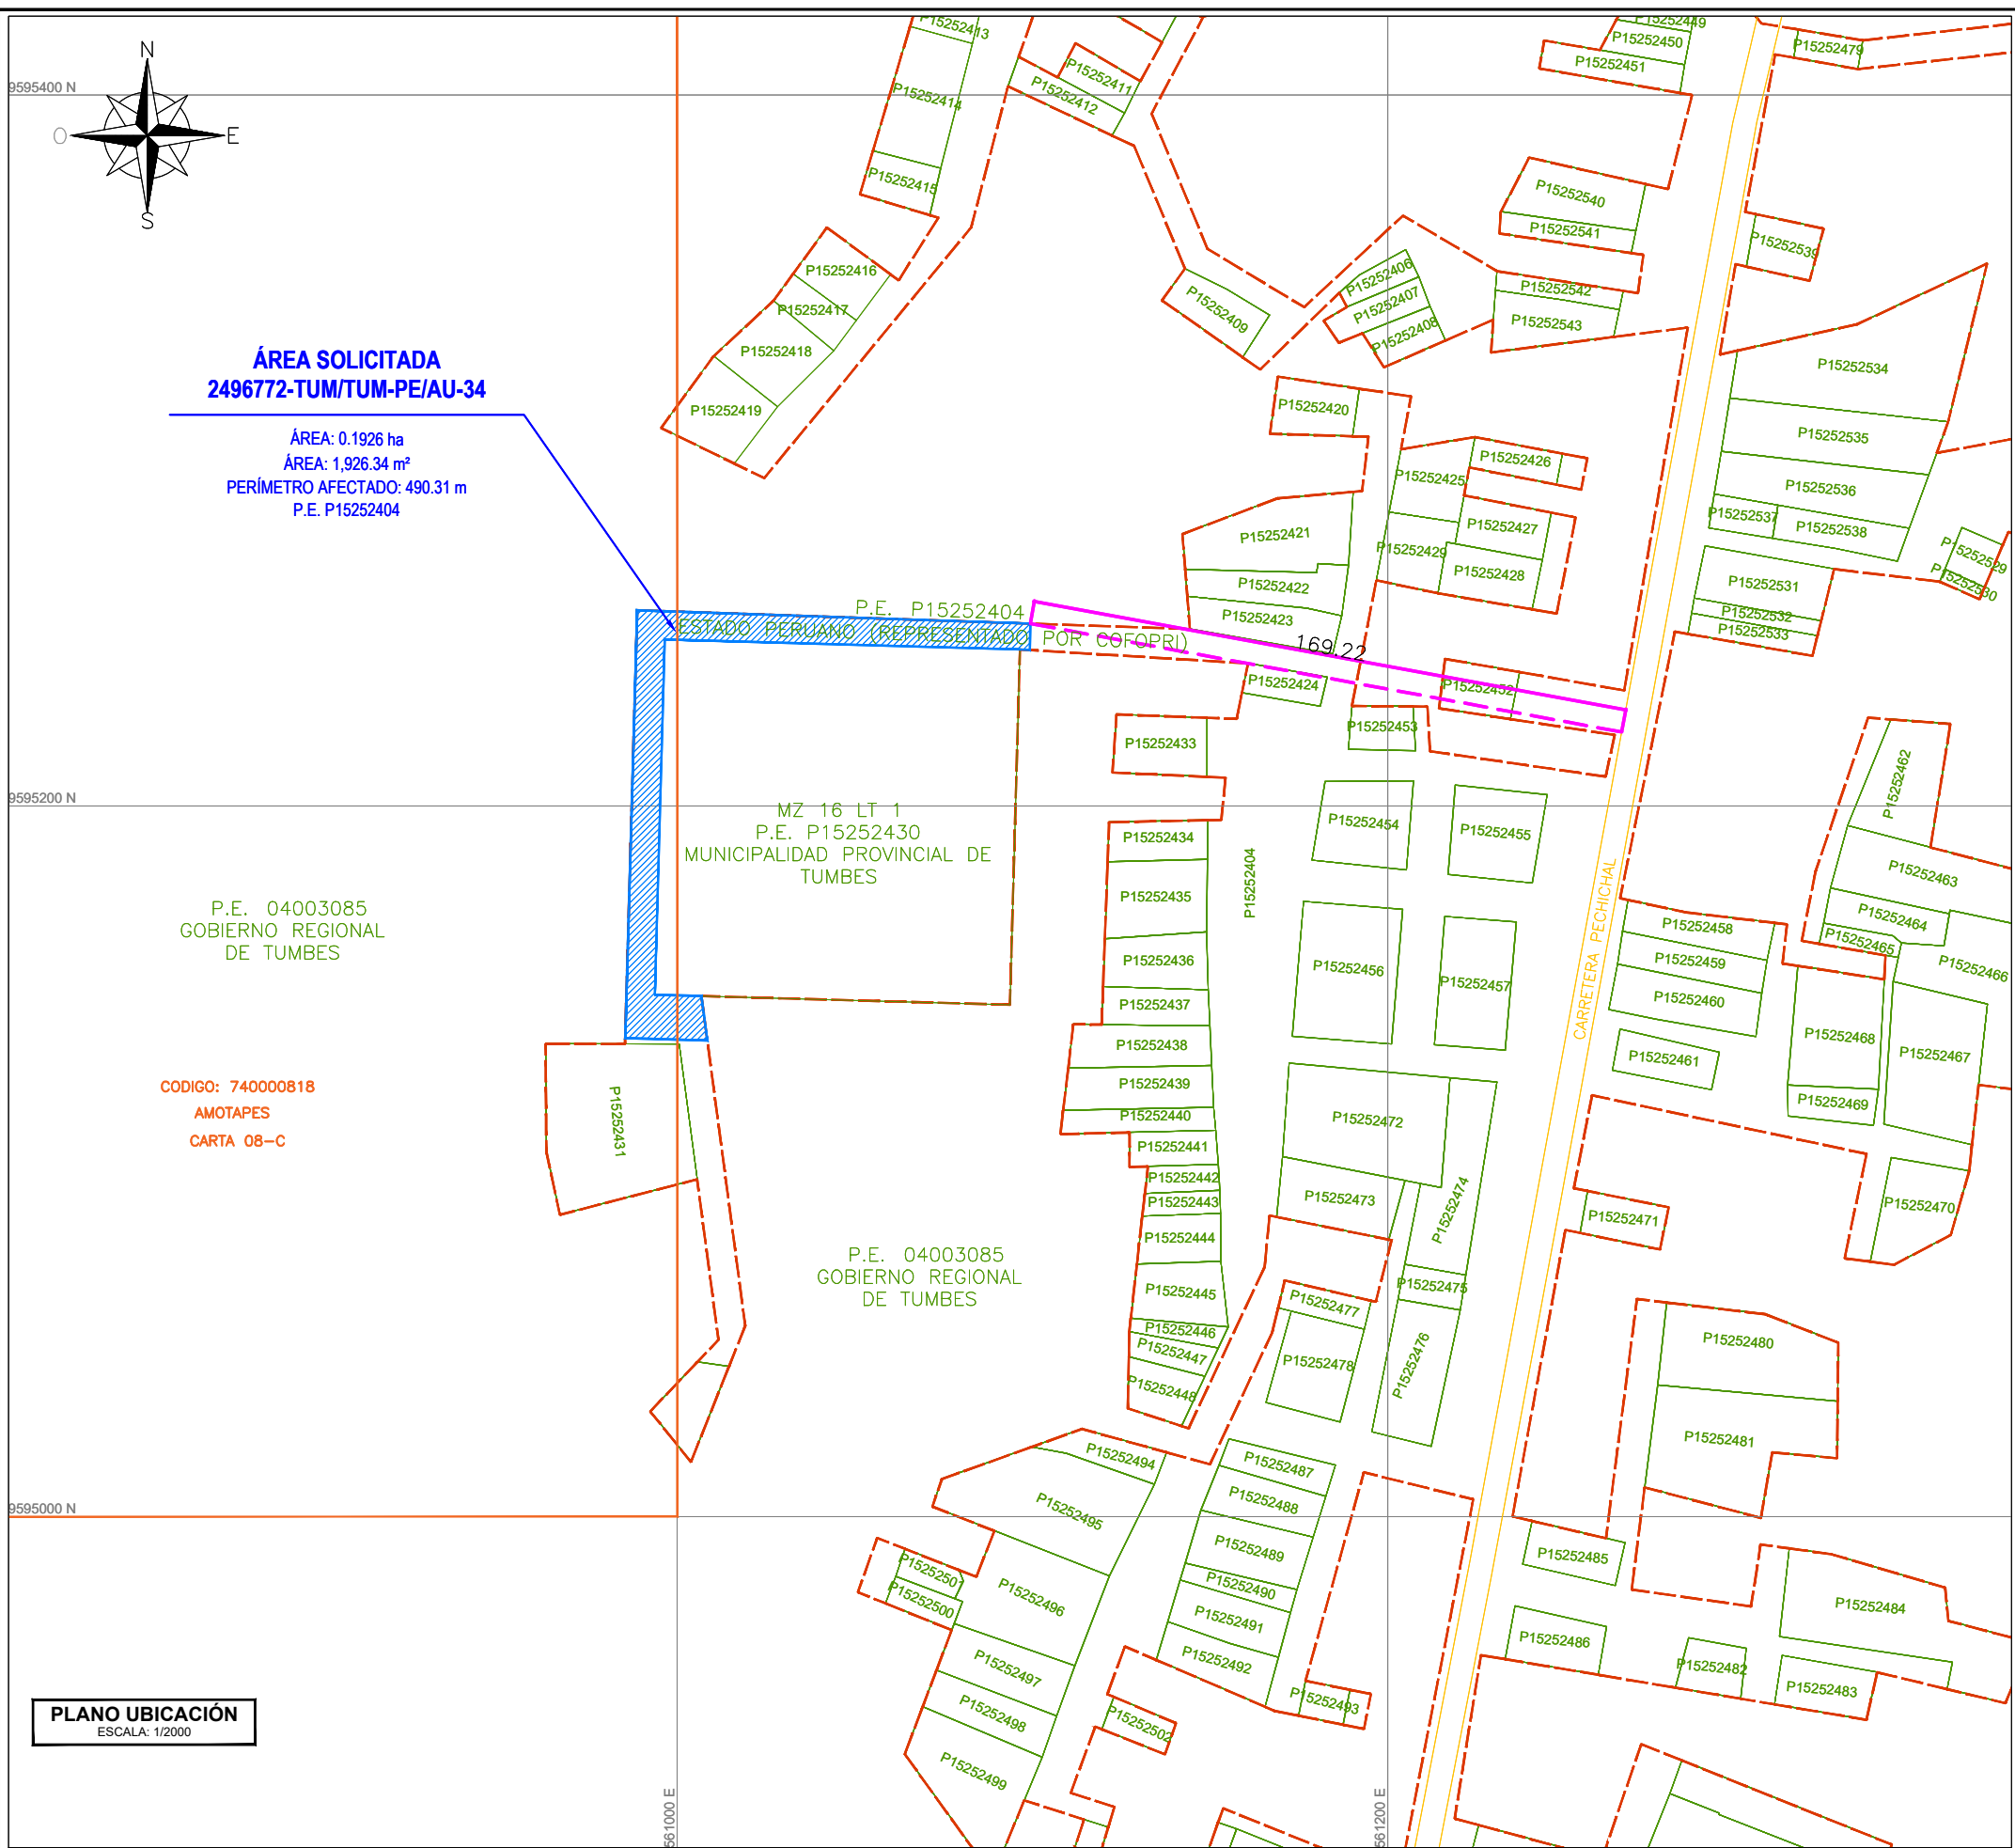 P15252413
P15252449
P15252450
P15252451
P15252479
P15252411
P15252412
P15252414
9595400 N
N
O
E
S
P15252415
P15252540
P15252541
P15252539
P15252416
P15252417
P15252418
P15252419
P15252409
P15252406
P15252407
P15252408
P15252542
P15252543
P15252534
P15252535
P15252536
P15252537
P15252538
P15252529
P15252530
ÁREA SOLICITADA
2496772-TUM/TUM-PE/AU-34
ÁREA: 0.1926 ha
ÁREA: 1,926.34 m²
PERÍMETRO AFECTADO: 490.31 m
P.E. P15252404
P15252420
P15252425
P15252426
P15252427
P15252428
P15252429
P15252421
P15252422
P15252423
P15252531
P15252532
P15252533
P.E. P15252404
ESTADO PERUANO (REPRESENTADO POR COFOPRI)
169.22
P15252424
P15252452
P15252453
P15252433
P15252462
9595200 N
MZ 16 LT 1
P.E. P15252430
MUNICIPALIDAD PROVINCIAL DE
TUMBES
P15252434
P15252435
P15252436
P15252437
P15252438
P15252439
P15252440
P15252441
P15252442
P15252443
P15252444
P15252445
P15252446
P15252447
P15252448
P15252404
P15252454
P15252455
P15252456
P15252457
CARRETERA PECHICHAL
P15252463
P15252464
P15252465
P15252466
P15252458
P15252459
P15252460
P15252461
P15252468
P15252467
P15252469
P15252470
P15252471
P.E. 04003085
GOBIERNO REGIONAL
DE TUMBES
CODIGO: 740000818
AMOTAPES
CARTA 08-C
P15252431
P.E. 04003085
GOBIERNO REGIONAL
DE TUMBES
P15252472
P15252473
P15252474
P15252475
P15252476
P15252477
P15252478
P15252480
P15252481
9595000 N
P15252494
P15252495
P15252496
P15252501
P15252500
P15252497
P15252498
P15252499
P15252487
P15252488
P15252489
P15252490
P15252491
P15252492
P15252493
P15252502
P15252485
P15252486
P15252484
P15252482
P15252483
PLANO UBICACIÓN
ESCALA: 1/2000
561000 E
561200 E